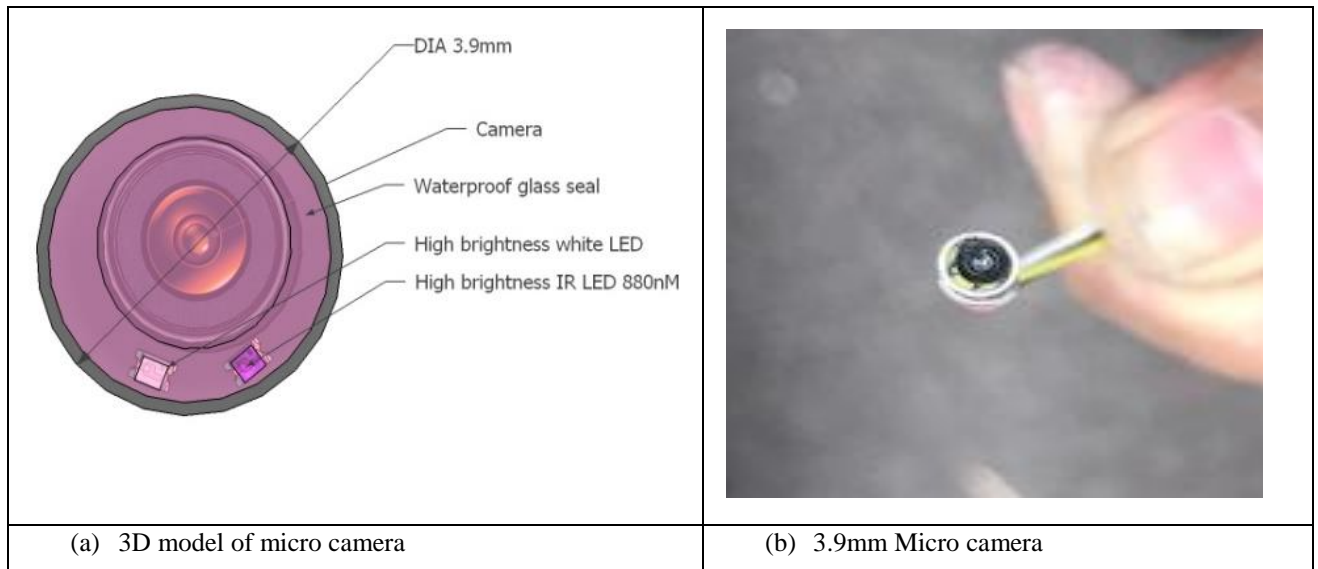 DIA 3.9mm
Camera
Waterproof glass seal
High brightness white LED
High brightness IR LED 880nM
(a) 3D model of micro camera
(b) 3.9mm Micro camera